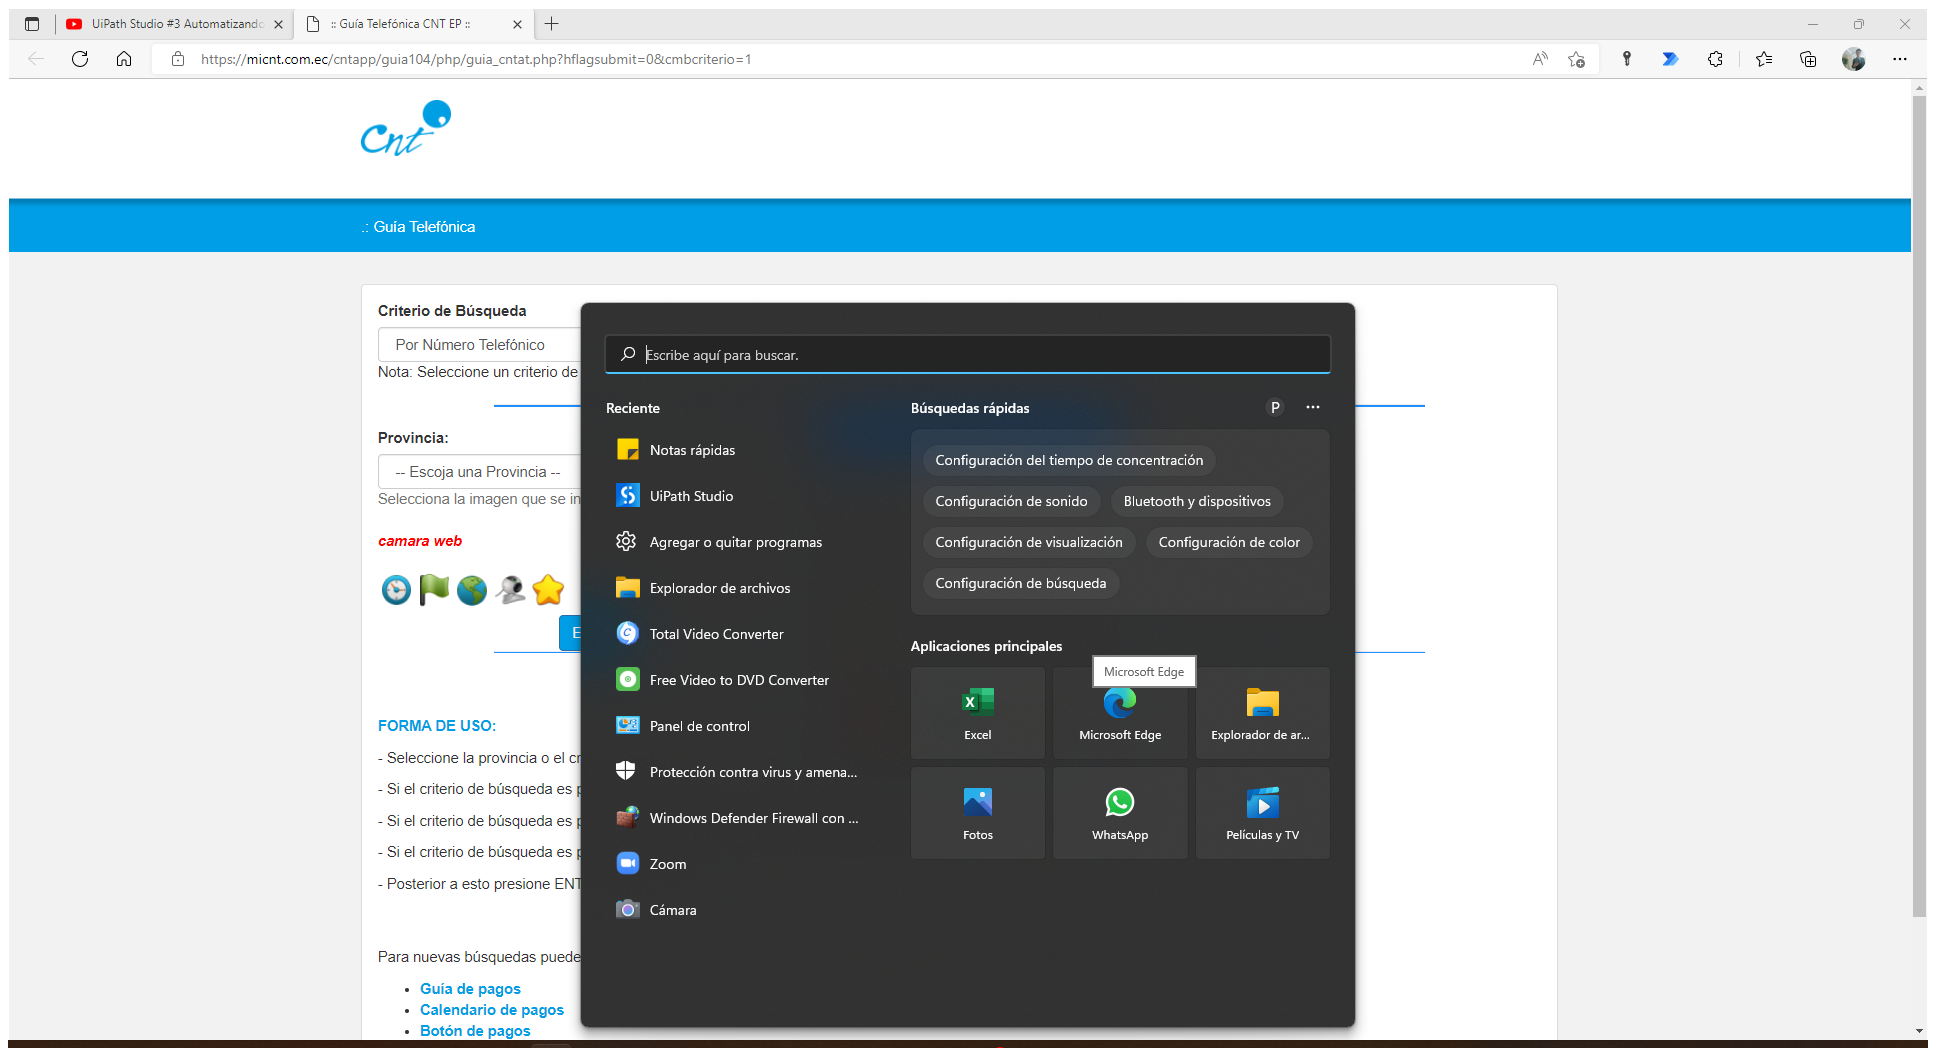 UiPath Studio #3 Automatizando
:: Guía Telefónica CNT EP ::
https://micnt.com.ec/cntapp/guia104/php/guia_cntat.php?hflagsubmit=0&cmbcriterio=1
Cnt
.: Guía Telefónica
Criterio de Búsqueda
Por Número Telefónico
Nota: Seleccione un criterio de
Provincia:
-- Escoja una Provincia --
Selecciona la imagen que se in
camara web
E
FORMA DE USO:
- Seleccione la provincia o el cr
- Si el criterio de búsqueda es p
- Si el criterio de búsqueda es p
- Si el criterio de búsqueda es p
- Posterior a esto presione ENT
Para nuevas búsquedas puede
• Guía de pagos
• Calendario de pagos
• Botón de pagos
Escribe aquí para buscar.
Reciente
Notas rápidas
UiPath Studio
Agregar o quitar programas
Explorador de archivos
Total Video Converter
Free Video to DVD Converter
Panel de control
Protección contra virus y amena...
Windows Defender Firewall con ...
Zoom
Cámara
Búsquedas rápidas
P
Configuración del tiempo de concentración
Configuración de sonido
Bluetooth y dispositivos
Configuración de visualización
Configuración de color
Configuración de búsqueda
Aplicaciones principales
Microsoft Edge
Excel
Microsoft Edge
Explorador de ar...
Fotos
WhatsApp
Películas y TV